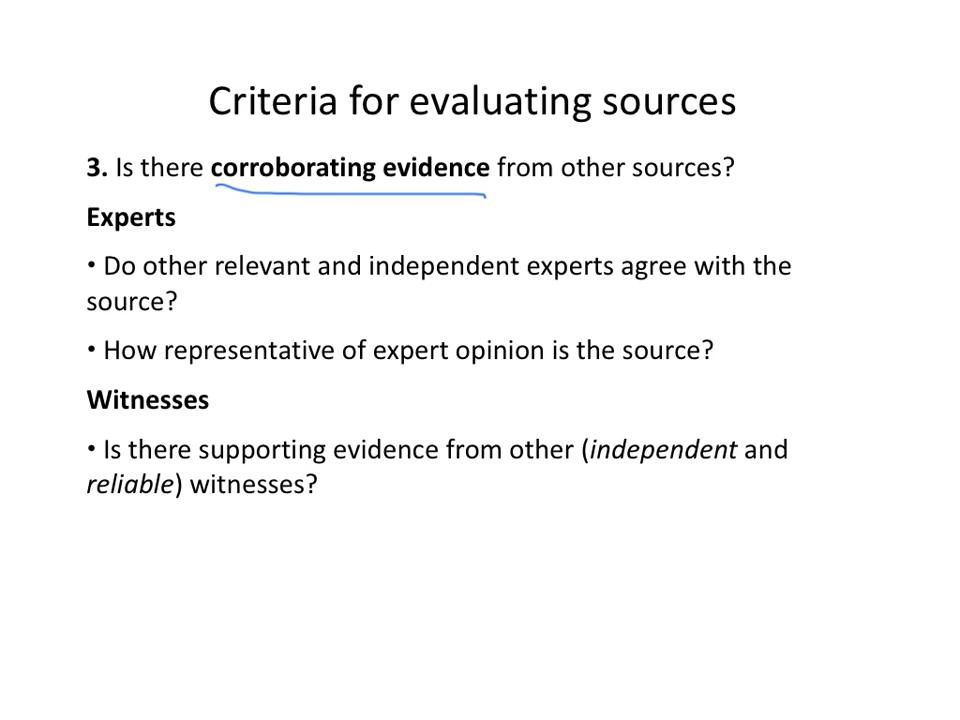 Criteria for evaluating sources
3. Is there corroborating evidence from other sources?
Experts
• Do other relevant and independent experts agree with the
source?
• How representative of expert opinion is the source?
Witnesses
• Is there supporting evidence from other (independent and
reliable) witnesses?